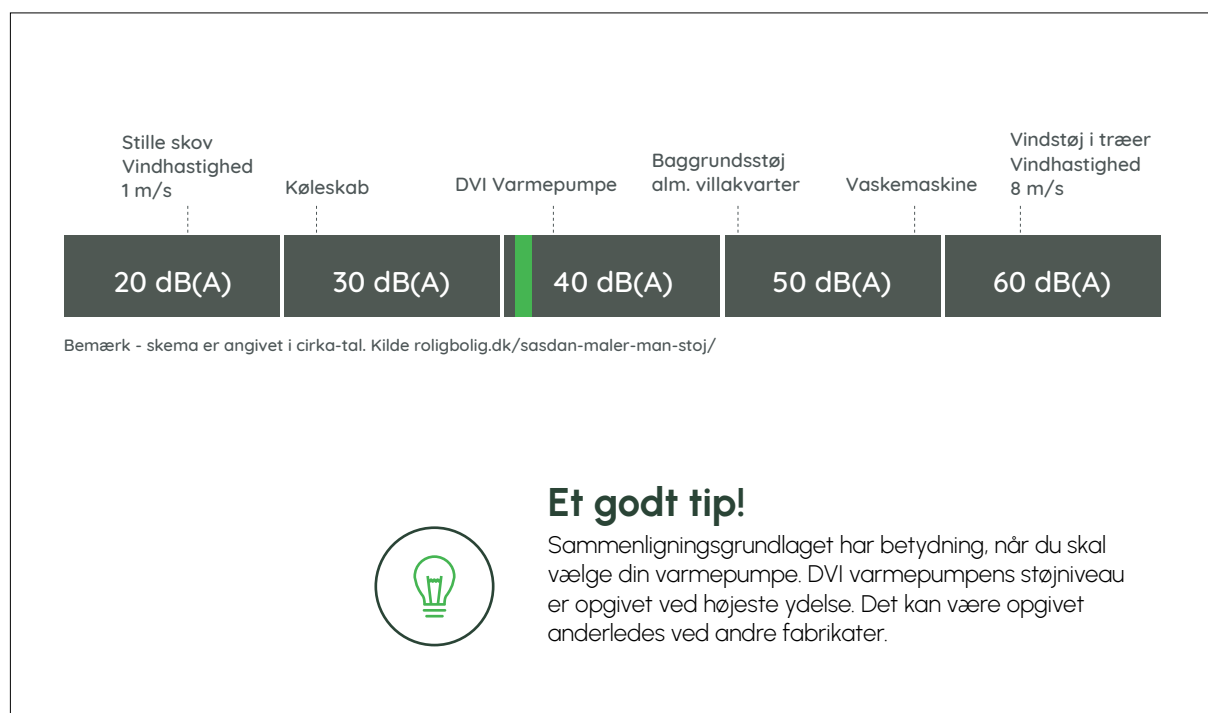 Stille skov
Vindhastighed
1 m/s
Køleskab
DVI Varmepumpe
Baggrundsstøj
alm. villakvarter
Vaskemaskine
Vindstøj i træer
Vindhastighed
8 m/s
20 dB(A)
30 dB(A)
40 dB(A)
50 dB(A)
60 dB(A)
Bemærk - skema er angivet i cirka-tal. Kilde roligbolig.dk/sasdan-maler-man-stoj/
Et godt tip!
Sammenligningsgrundlaget har betydning, når du skal
vælge din varmepumpe. DVI varmepumpens støjniveau
er opgivet ved højeste ydelse. Det kan være opgivet
anderledes ved andre fabrikater.